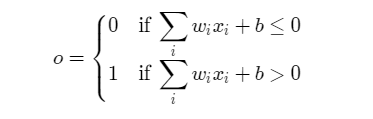 o = { 0 if ∑_i w_i x_i + b ≤ 0
1 if ∑_i w_i x_i + b > 0